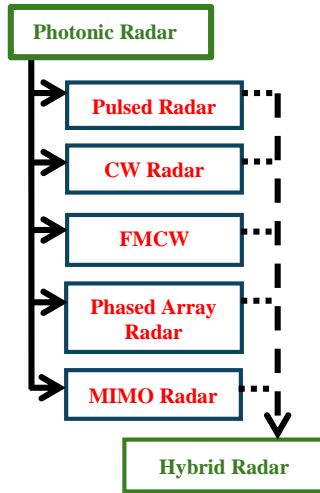 Photonic Radar
Pulsed Radar
CW Radar
FMCW
Phased Array
Radar
MIMO Radar
Hybrid Radar